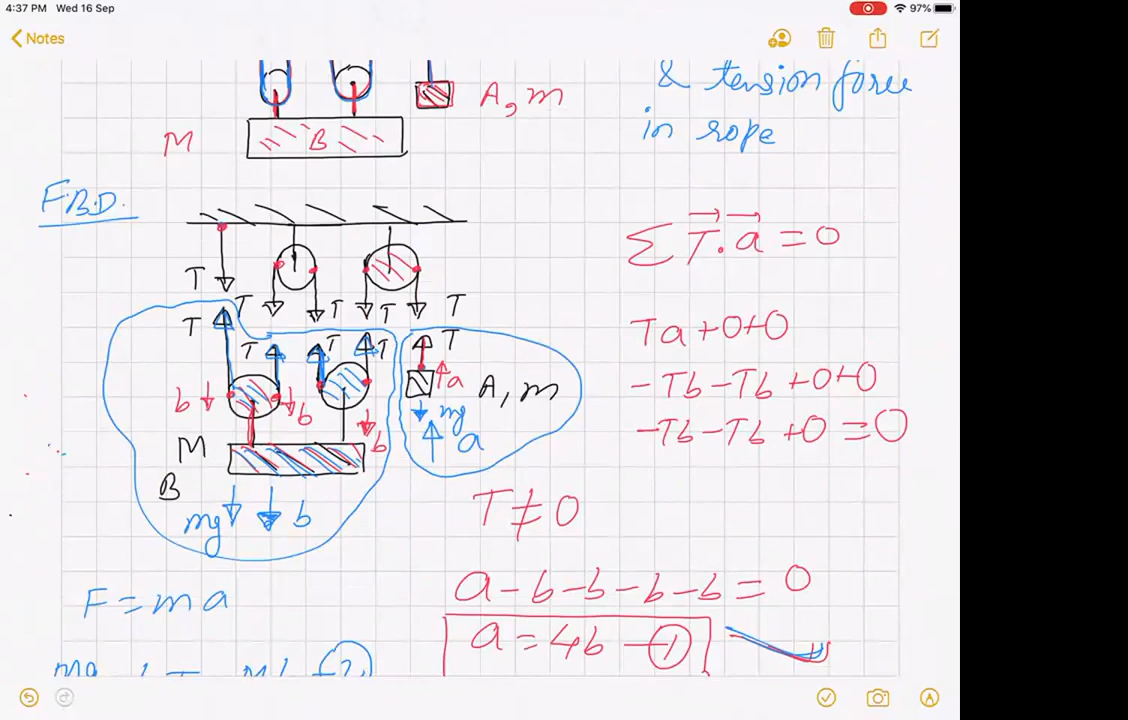 4:37 PM Wed 16 Sep
97%
Notes
& tension force
in rope
A, m
M
B
F.B.D.
T
T
T
T
T
T
T
T
T
T
T
b
b
b
a
mg
a
A, m
M
B
mg
b
Σ T⃗.a⃗ = 0
Ta + 0 + 0
-Tb - Tb + 0 + 0
-Tb - Tb + 0 = 0
T ≠ 0
F = ma
a - b - b - b - b = 0
a = 4b - ①